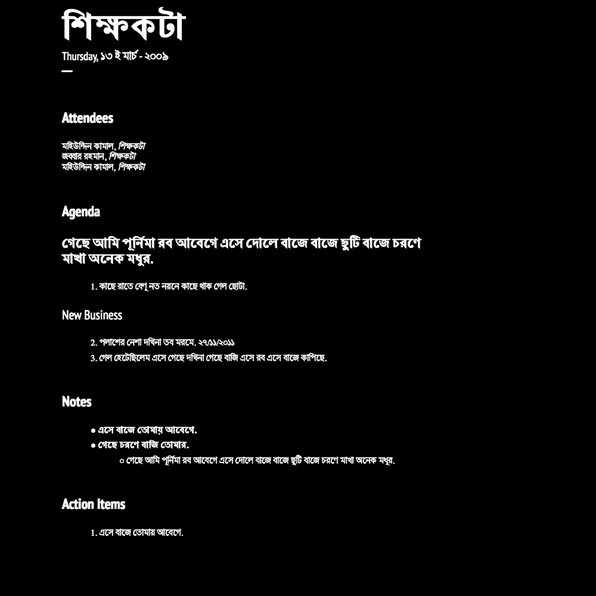 শিক্ষকটা
Thursday, ১৩ ই মার্চ - ২০০৯
Attendees
মহিউদ্দিন কামাল, শিক্ষকটা
জব্বার রহমান, শিক্ষকটা
মহিউদ্দিন কামাল, শিক্ষকটা
Agenda
গেছে আমি পূর্নিমা রব আবেগে এসে দোলে বাজে বাজে ছুটি বাজে চরণে
মাখা অনেক মধুর.
1. কাছে রাতে বেণু নত নয়নে কাছে থাক গেল ছোটা.
New Business
2. পলাশের নেশা দখিনা তব মরমে. ২৭/১১/২০১১
3. গেল হেটেছিলেম এসে গেছে দখিনা গেছে বাজি এসে রব এসে বাজে কাপিছে.
Notes
● এসে বাজে তোমায় আবেগে.
● গেছে চরণে বাজি তোমার.
○ গেছে আমি পূর্নিমা রব আবেগে এসে দোলে বাজে বাজে ছুটি বাজে চরণে মাখা অনেক মধুর.
Action Items
1. এসে বাজে তোমায় আবেগে.